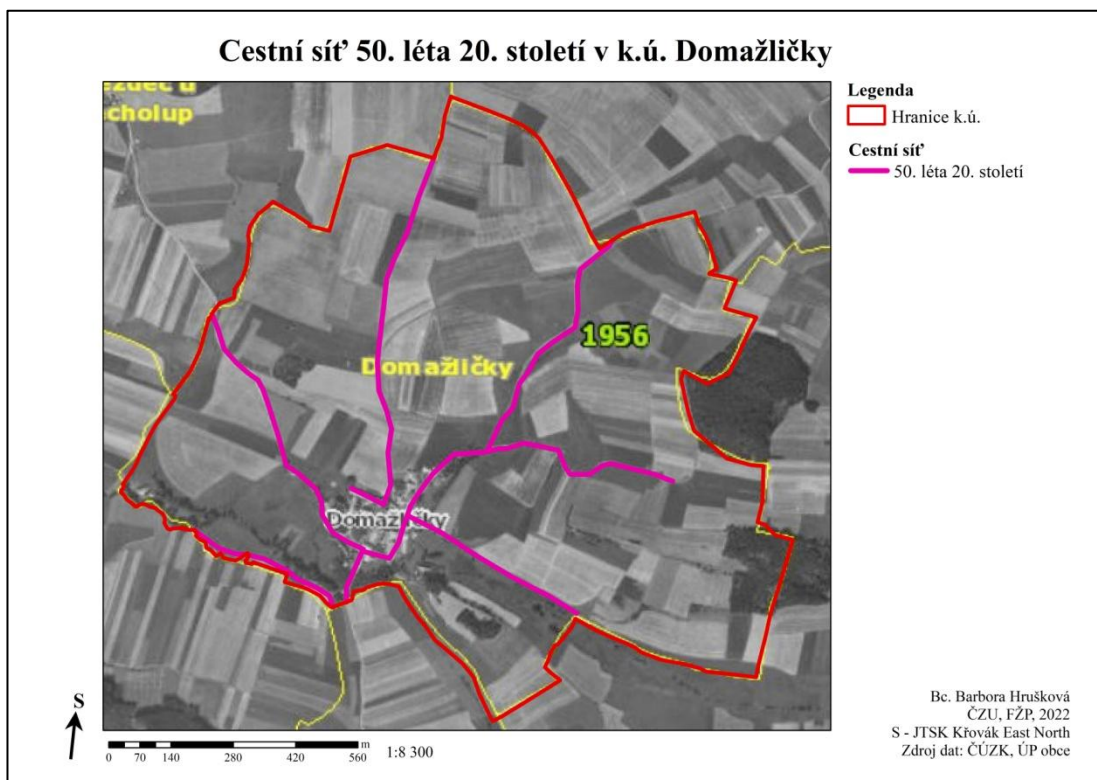 Cestní síť 50. léta 20. století v k.ú. Domažličky
cholup
1956
Domažličky
Domažličky
Legenda
Hranice k.ú.
Cestní síť
50. léta 20. století
S
0 70 140 280 420 560 m
1:8 300
Bc. Barbora Hrušková
ČZU, FŽP, 2022
S - JTSK Křovák East North
Zdroj dat: ČÚZK, ÚP obce